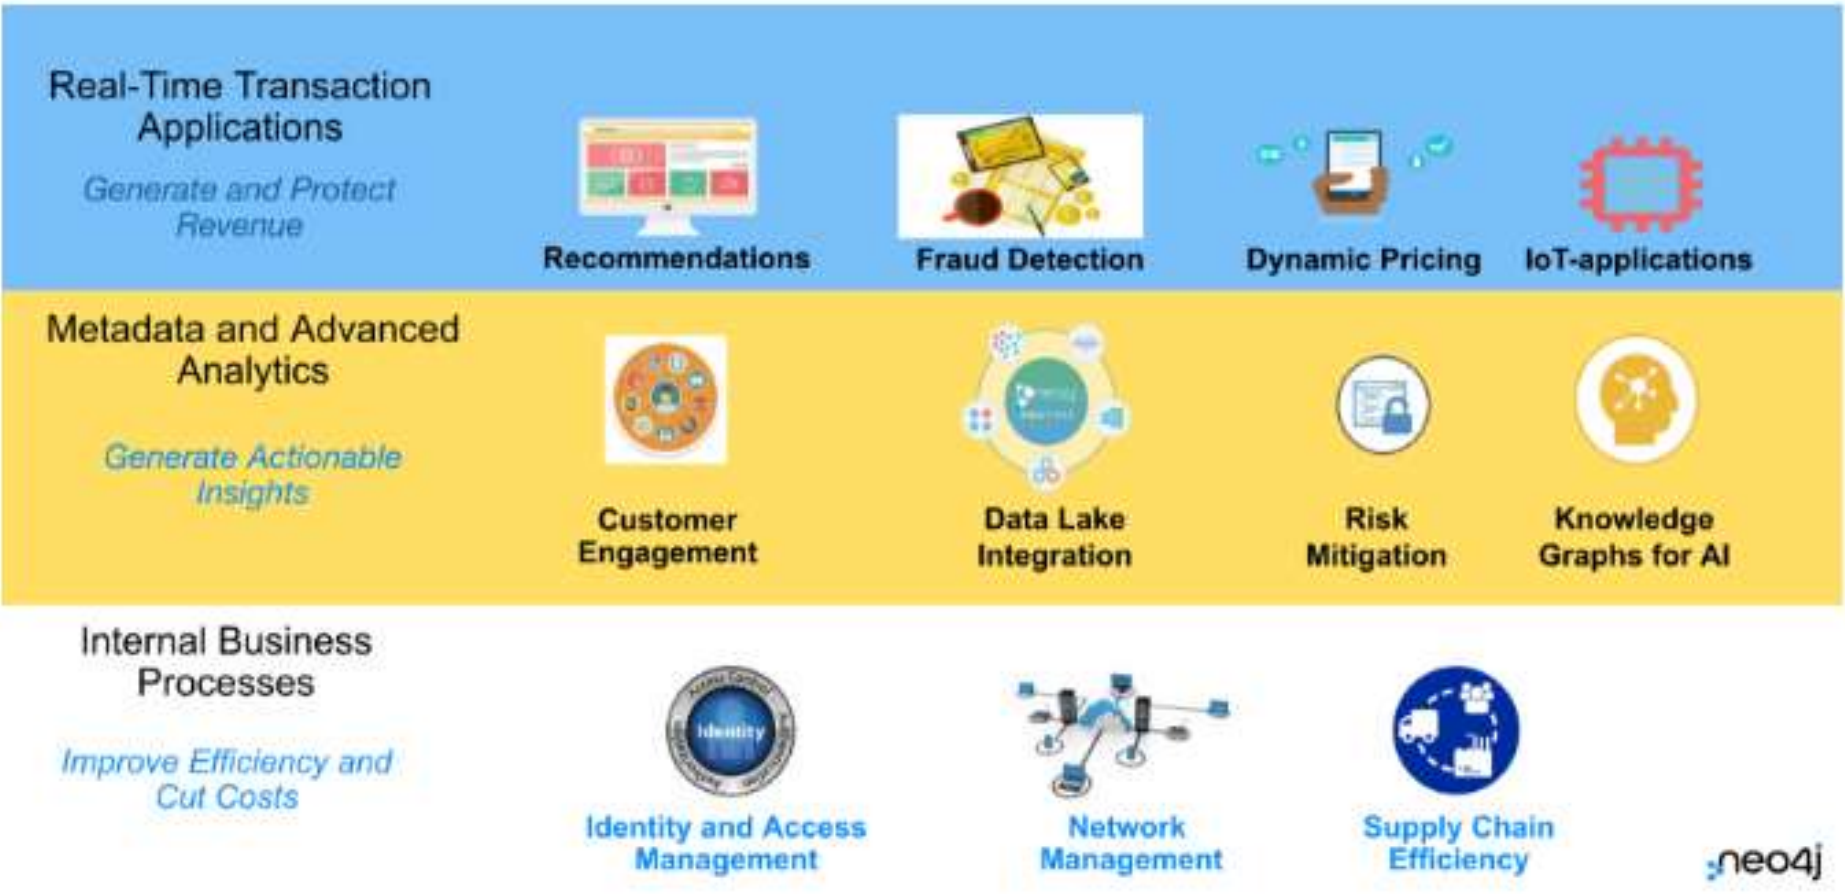 Real-Time Transaction
Applications
Generate and Protect
Revenue
Recommendations
Fraud Detection
Dynamic Pricing
IoT-applications
Metadata and Advanced
Analytics
Generate Actionable
Insights
Customer
Engagement
Data Lake
Integration
Risk
Mitigation
Knowledge
Graphs for AI
Internal Business
Processes
Improve Efficiency and
Cut Costs
Access Control
Identity
Identity and Access
Management
Network
Management
Supply Chain
Efficiency
neo4j